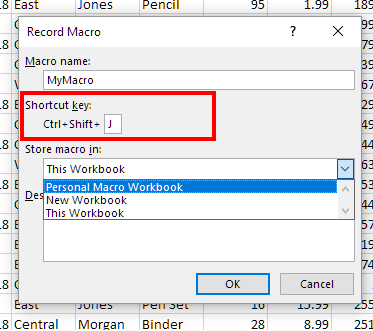 East Jones Pencil 95 1.99 189
Record Macro ? ×
Macro name:
MyMacro
Shortcut key:
Ctrl+Shift+ J
Store macro in:
This Workbook
Personal Macro Workbook
New Workbook
This Workbook
OK Cancel
East Jones Pen Set 16 15.99 255
18 Central Morgan Binder 28 8.99 251